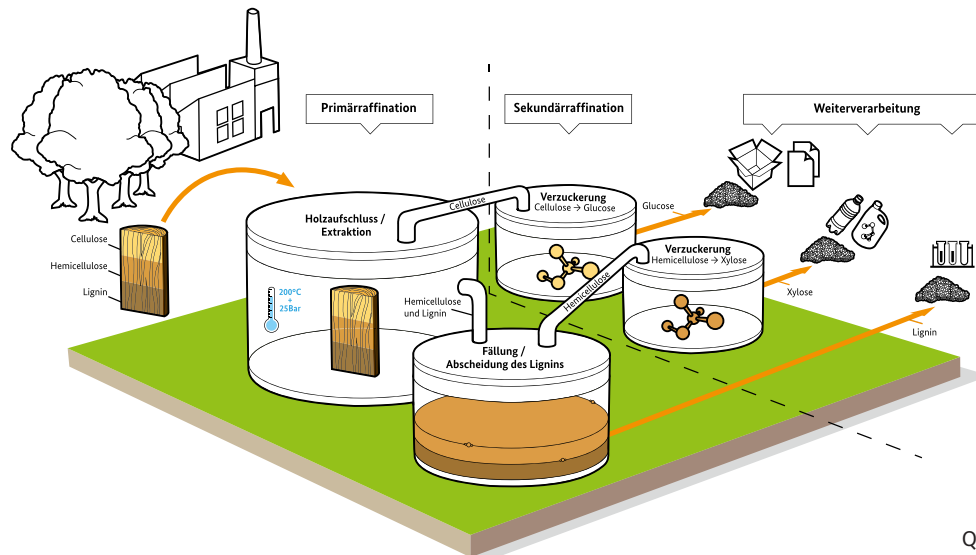 Primärraffination
Sekundärraffination
Weiterverarbeitung
Holzaufschluss /
Extraktion
Cellulose
Verzuckerung
Cellulose → Glucose
Glucose
Verzuckerung
Hemicellulose → Xylose
Xylose
Cellulose
Hemicellulose
Lignin
200°C
+
25Bar
Hemicellulose
und Lignin
Hemicellulose
Fällung /
Abscheidung des Lignins
Lignin
Q